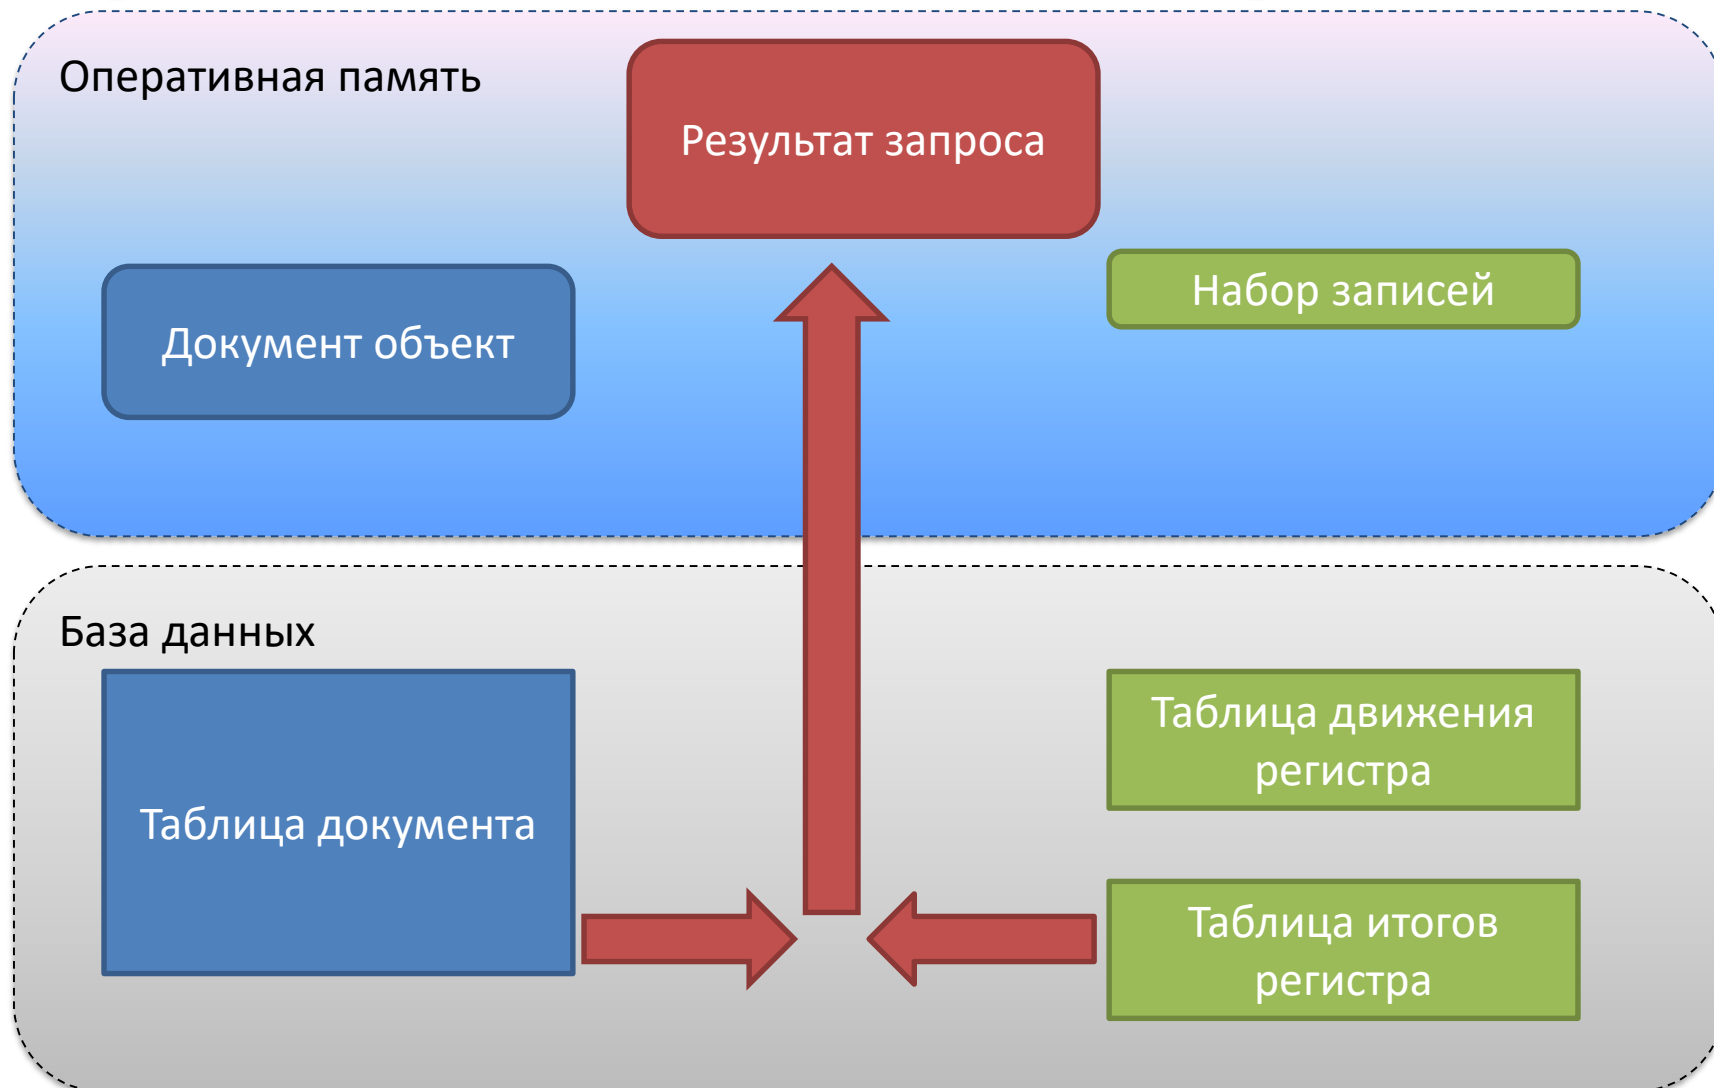 Оперативная память
Результат запроса
Набор записей
Документ объект
База данных
Таблица движения
регистра
Таблица документа
Таблица итогов
регистра